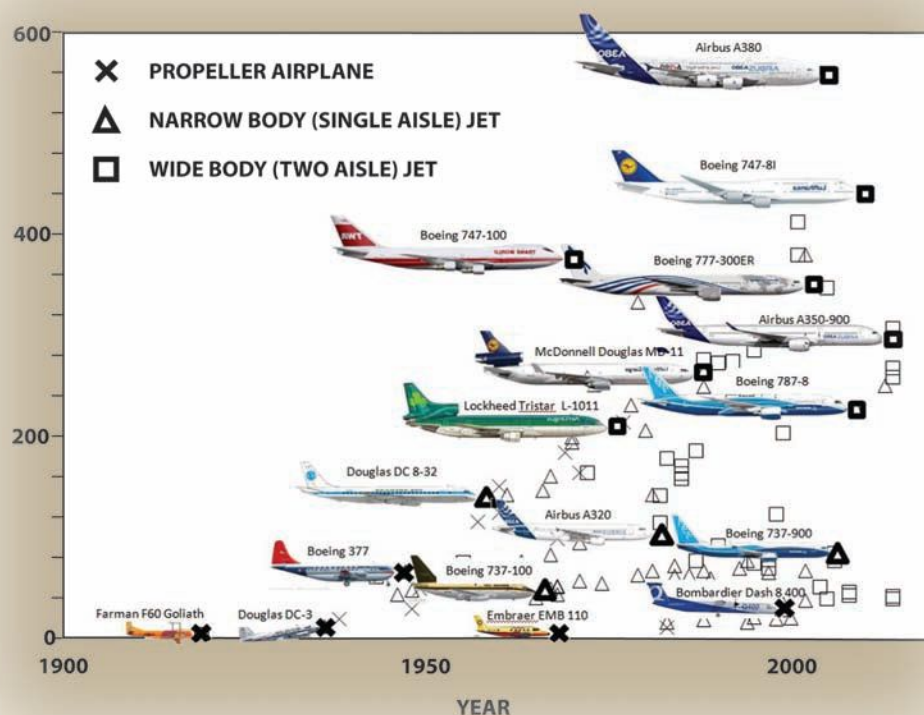 600
PROPELLER AIRPLANE
NARROW BODY (SINGLE AISLE) JET
WIDE BODY (TWO AISLE) JET
Airbus A380
Boeing 747-8I
400
Boeing 747-100
Boeing 777-300ER
Airbus A350-900
McDonnell Douglas MD-11
Boeing 787-8
Lockheed Tristar L-1011
200
Douglas DC 8-32
Airbus A320
Boeing 737-900
Boeing 377
Boeing 737-100
Bombardier Dash 8 400
Farman F60 Goliath
Douglas DC-3
Embraer EMB 110
0
1900
1950
2000
YEAR